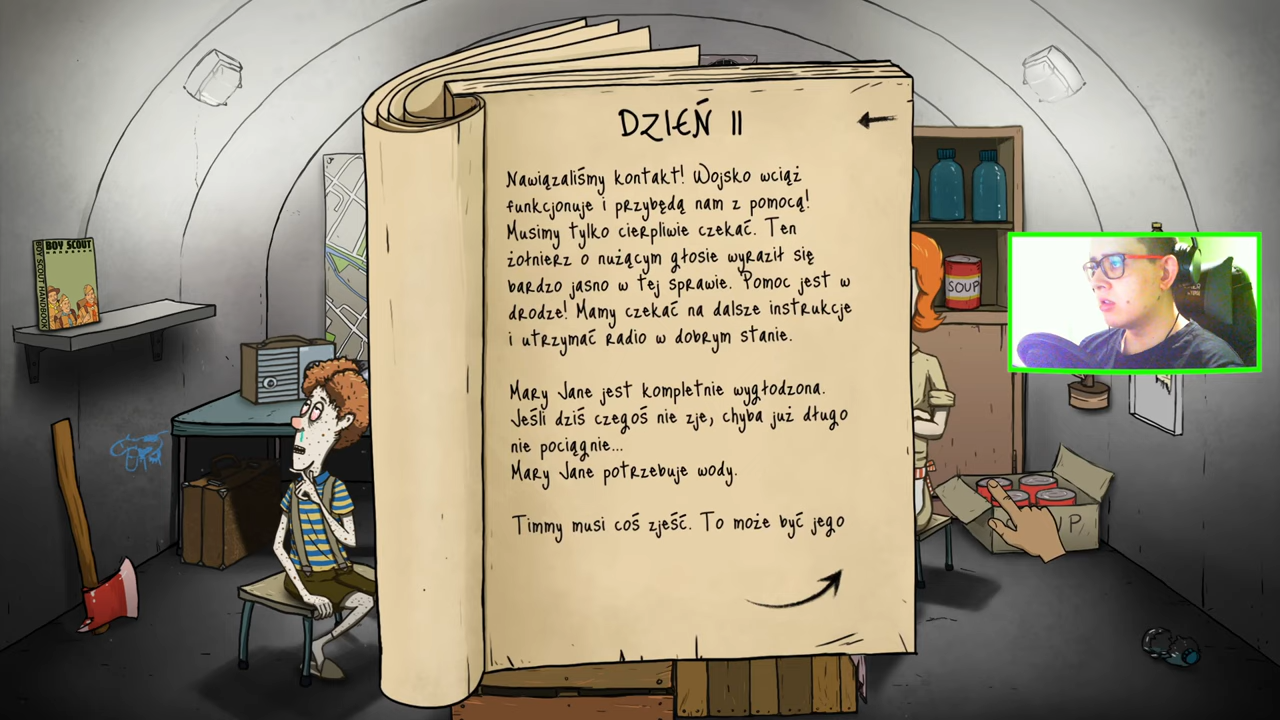 DZIEŃ 11
Nawiązaliśmy kontakt! Wojsko wciąż
funkcjonuje i przybędą nam z pomocą!
Musimy tylko cierpliwie czekać. Ten
żołnierz o nużącym głosie wyraził się
bardzo jasno w tej sprawie. Pomoc jest w
drodze! Mamy czekać na dalsze instrukcje
i utrzymać radio w dobrym stanie.
Mary Jane jest kompletnie wygłodzona.
Jeśli dziś czegoś nie zje, chyba już długo
nie pociągnie...
Mary Jane potrzebuje wody.
Timmy musi coś zjeść. To może być jego
BOY SCOUT
BOY SCOUT HANDBOOK
SOUP
UP